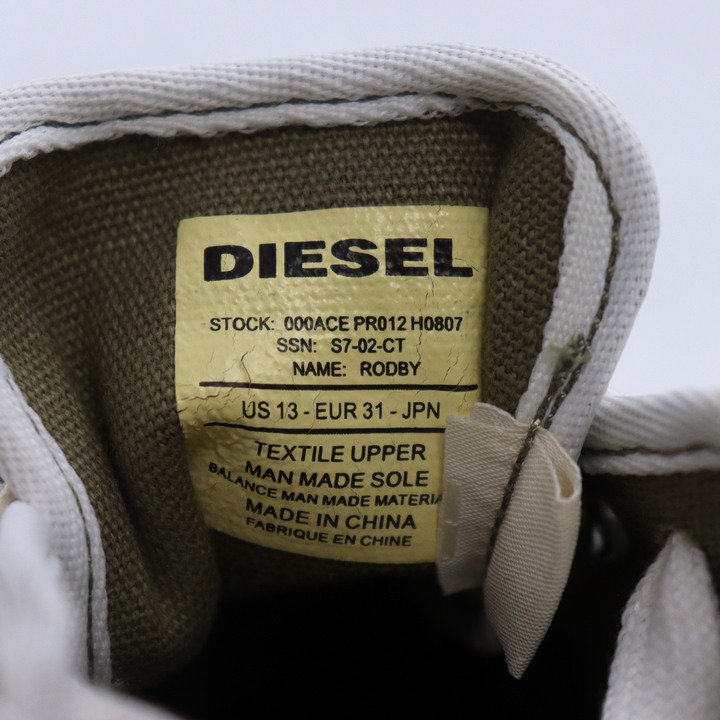 DIESEL
STOCK: 000ACE PR012 H0807
SSN: S7-02-CT
NAME: RODBY
US 13 - EUR 31 - JPN
TEXTILE UPPER
MAN MADE SOLE
BALANCE MAN MADE MATERIA
MADE IN CHINA
FABRIQUE EN CHINE